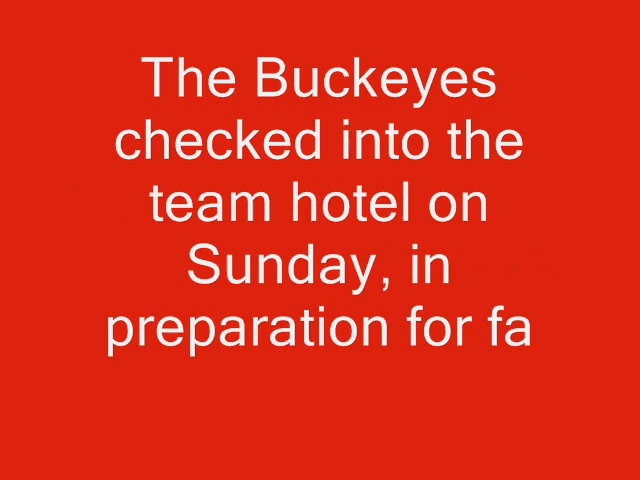 The Buckeyes
checked into the
team hotel on
Sunday, in
preparation for fa